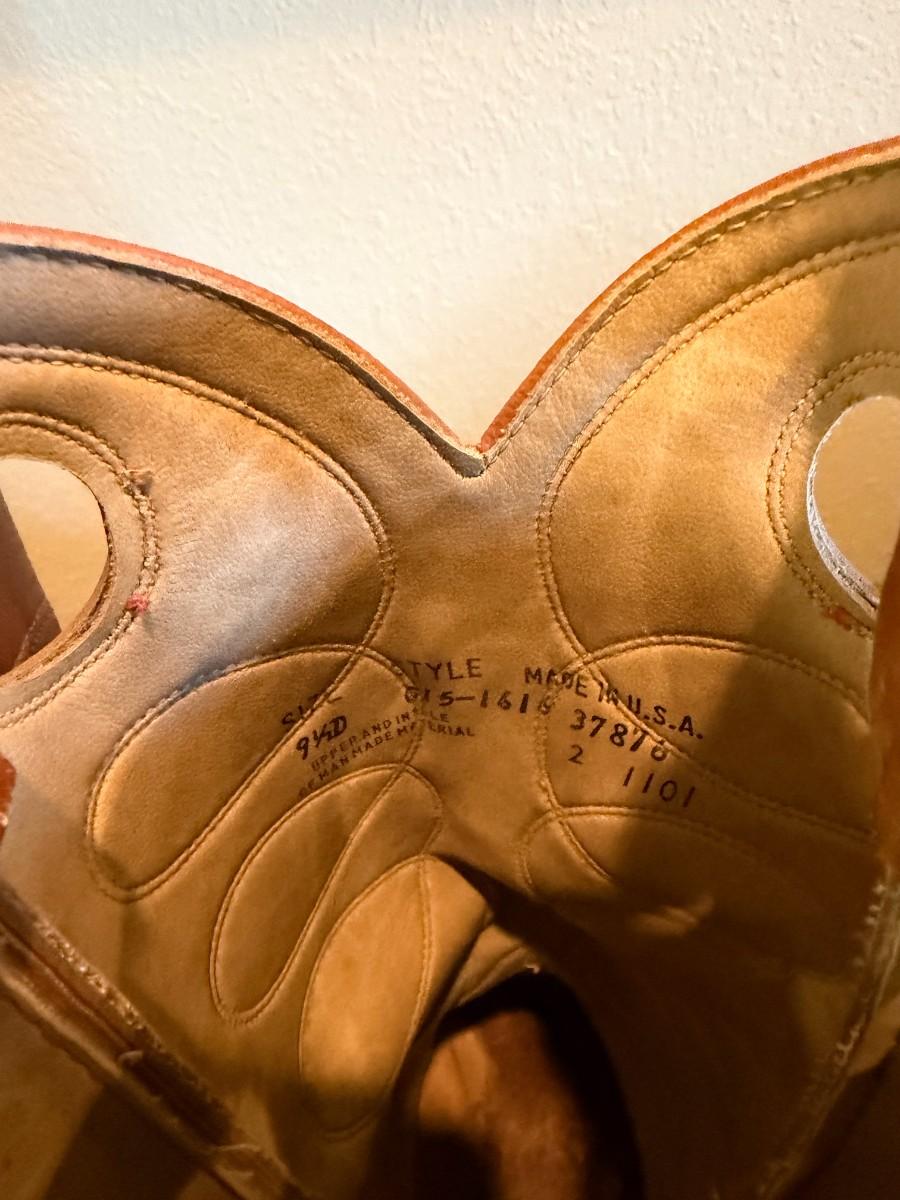 SIZE STYLE MADE IN U.S.A.
9½D 615-1616 37876
UPPER AND INSOLE 2 1101
OF MAN MADE MATERIAL